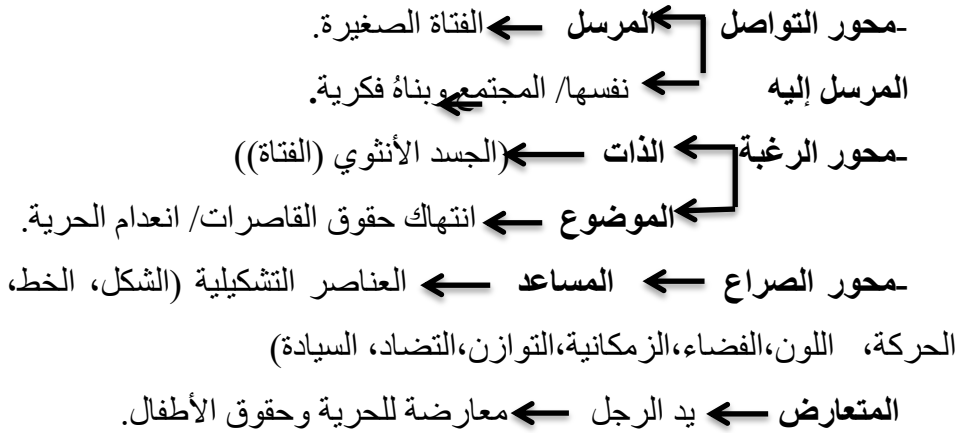 -محور التواصل المرسل الفتاة الصغيرة.
المرسل إليه نفسها/ المجتمع وبناهُ فكرية.
-محور الرغبة الذات (الجسد الأنثوي (الفتاة))
الموضوع انتهاك حقوق القاصرات/ انعدام الحرية.
-محور الصراع المساعد العناصر التشكيلية (الشكل، الخط،
الحركة، اللون،الفضاء،الزمكانية،التوازن،التضاد، السيادة)
المتعارض يد الرجل معارضة للحرية وحقوق الأطفال.